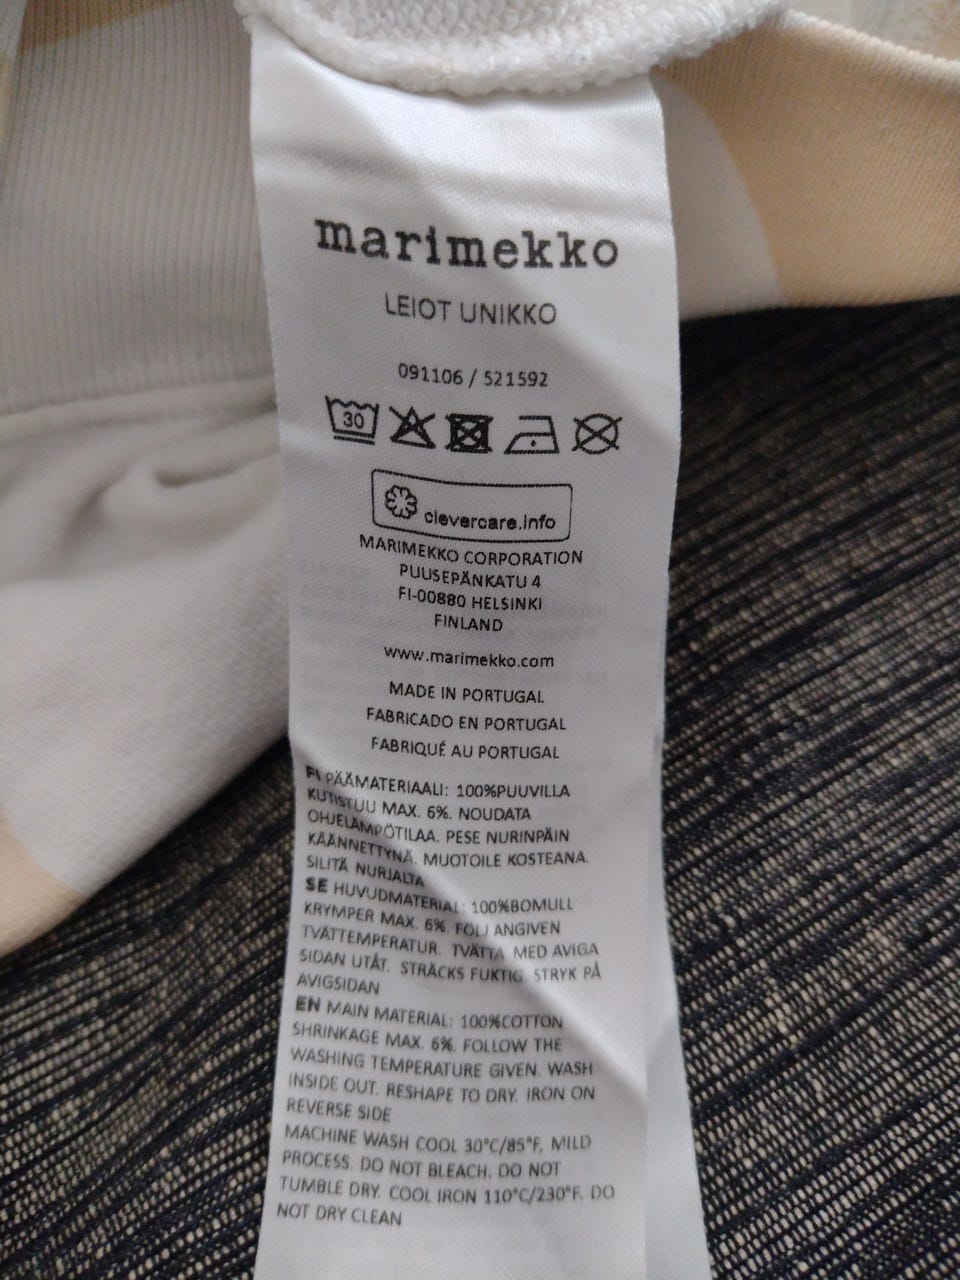 marimekko
LEIOT UNIKKO
091106 / 521592
30
clevercare.info
MARIMEKKO CORPORATION
PUUSEPÄNKATU 4
FI-00880 HELSINKI
FINLAND
www.marimekko.com
MADE IN PORTUGAL
FABRICADO EN PORTUGAL
FABRIQUÉ AU PORTUGAL
FI PÄÄMATERIAALI: 100%PUUVILLA
KUTISTUU MAX. 6%. NOUDATA
OHJELÄMPÖTILAA. PESE NURINPÄIN
KÄÄNNETTYNÄ. MUOTOILE KOSTEANA.
SILITÄ NURJALTA
SE HUVUDMATERIAL: 100%BOMULL
KRYMPER MAX. 6%. FÖLJ ANGIVEN
TVÄTTEMPERATUR. TVÄTTA MED AVIGA
SIDAN UTÅT. STRÄCKS FUKTIG. STRYK PÅ
AVIGSIDAN
EN MAIN MATERIAL: 100%COTTON
SHRINKAGE MAX. 6%. FOLLOW THE
WASHING TEMPERATURE GIVEN. WASH
INSIDE OUT. RESHAPE TO DRY. IRON ON
REVERSE SIDE
MACHINE WASH COOL 30°C/85°F, MILD
PROCESS. DO NOT BLEACH. DO NOT
TUMBLE DRY. COOL IRON 110°C/230°F. DO
NOT DRY CLEAN